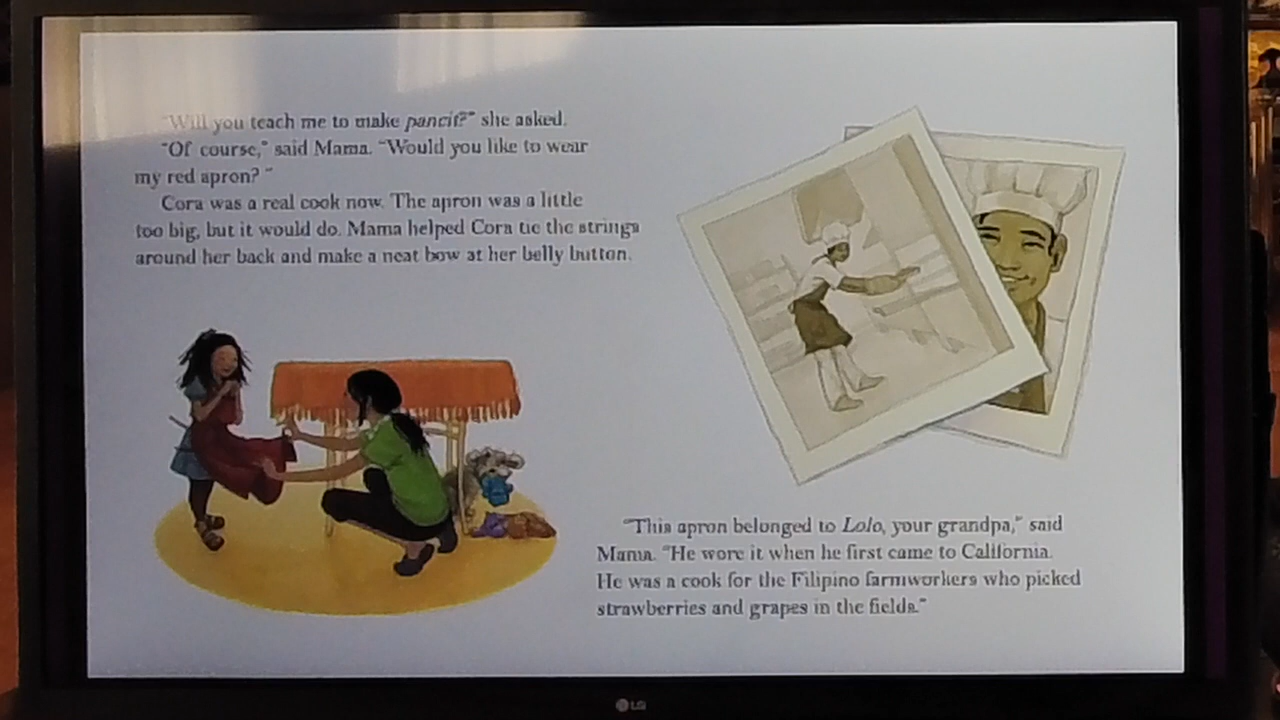 "Will you teach me to make pancit?" she asked.
"Of course," said Mama. "Would you like to wear
my red apron? "
Cora was a real cook now. The apron was a little
too big, but it would do. Mama helped Cora tie the strings
around her back and make a neat bow at her belly button.
"This apron belonged to Lolo, your grandpa," said
Mama. "He wore it when he first came to California.
He was a cook for the Filipino farmworkers who picked
strawberries and grapes in the fields."
LG